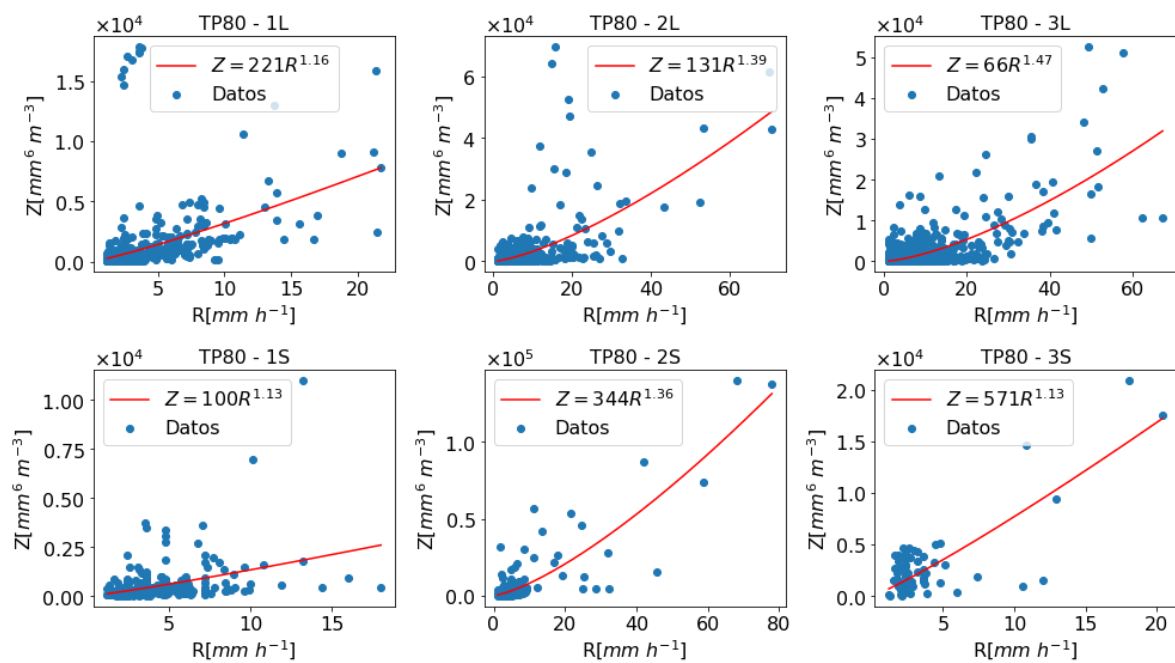 TP80 - 1L
×10⁴
Z = 221R^1.16
Datos
Z[mm⁶ m⁻³]
1.5
1.0
0.5
0.0
5 10 15 20
R[mm h⁻¹]
TP80 - 2L
×10⁴
Z = 131R^1.39
Datos
Z[mm⁶ m⁻³]
6
4
2
0
0 20 40 60
R[mm h⁻¹]
TP80 - 3L
×10⁴
Z = 66R^1.47
Datos
Z[mm⁶ m⁻³]
5
4
3
2
1
0
0 20 40 60
R[mm h⁻¹]
TP80 - 1S
×10⁴
Z = 100R^1.13
Datos
Z[mm⁶ m⁻³]
1.00
0.75
0.50
0.25
0.00
5 10 15
R[mm h⁻¹]
TP80 - 2S
×10⁵
Z = 344R^1.36
Datos
Z[mm⁶ m⁻³]
1.0
0.5
0.0
0 20 40 60 80
R[mm h⁻¹]
TP80 - 3S
×10⁴
Z = 571R^1.13
Datos
Z[mm⁶ m⁻³]
2.0
1.5
1.0
0.5
0.0
5 10 15 20
R[mm h⁻¹]